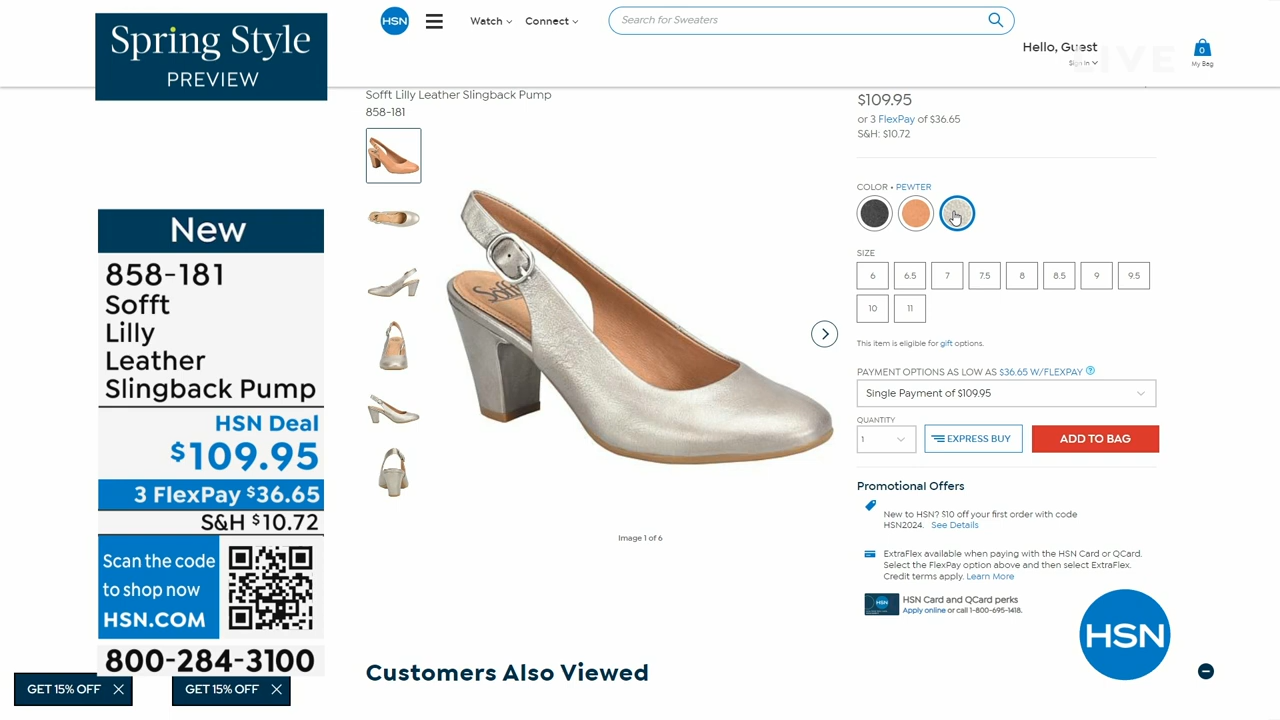 Spring Style
PREVIEW
HSN
Watch
Connect
Search for Sweaters
Hello, Guest
Sign In
LIVE
0
My Bag
New
858-181
Sofft
Lilly
Leather
Slingback Pump
HSN Deal
$109.95
3 FlexPay $36.65
S&H $10.72
Scan the code
to shop now
HSN.COM
800-284-3100
GET 15% OFF
GET 15% OFF
Sofft Lilly Leather Slingback Pump
858-181
Sofft
Image 1 of 6
$109.95
or 3 FlexPay of $36.65
S&H: $10.72
COLOR • PEWTER
SIZE
6 6.5 7 7.5 8 8.5 9 9.5
10 11
This item is eligible for gift options.
PAYMENT OPTIONS AS LOW AS $36.65 W/FLEXPAY ?
Single Payment of $109.95
QUANTITY
1
EXPRESS BUY
ADD TO BAG
Promotional Offers
New to HSN? $10 off your first order with code
HSN2024. See Details
ExtraFlex available when paying with the HSN Card or QCard.
Select the FlexPay option above and then select ExtraFlex.
Credit terms apply. Learn More
HSN
HSN Card and QCard perks
Apply online or call 1-800-695-1418.
HSN
Customers Also Viewed